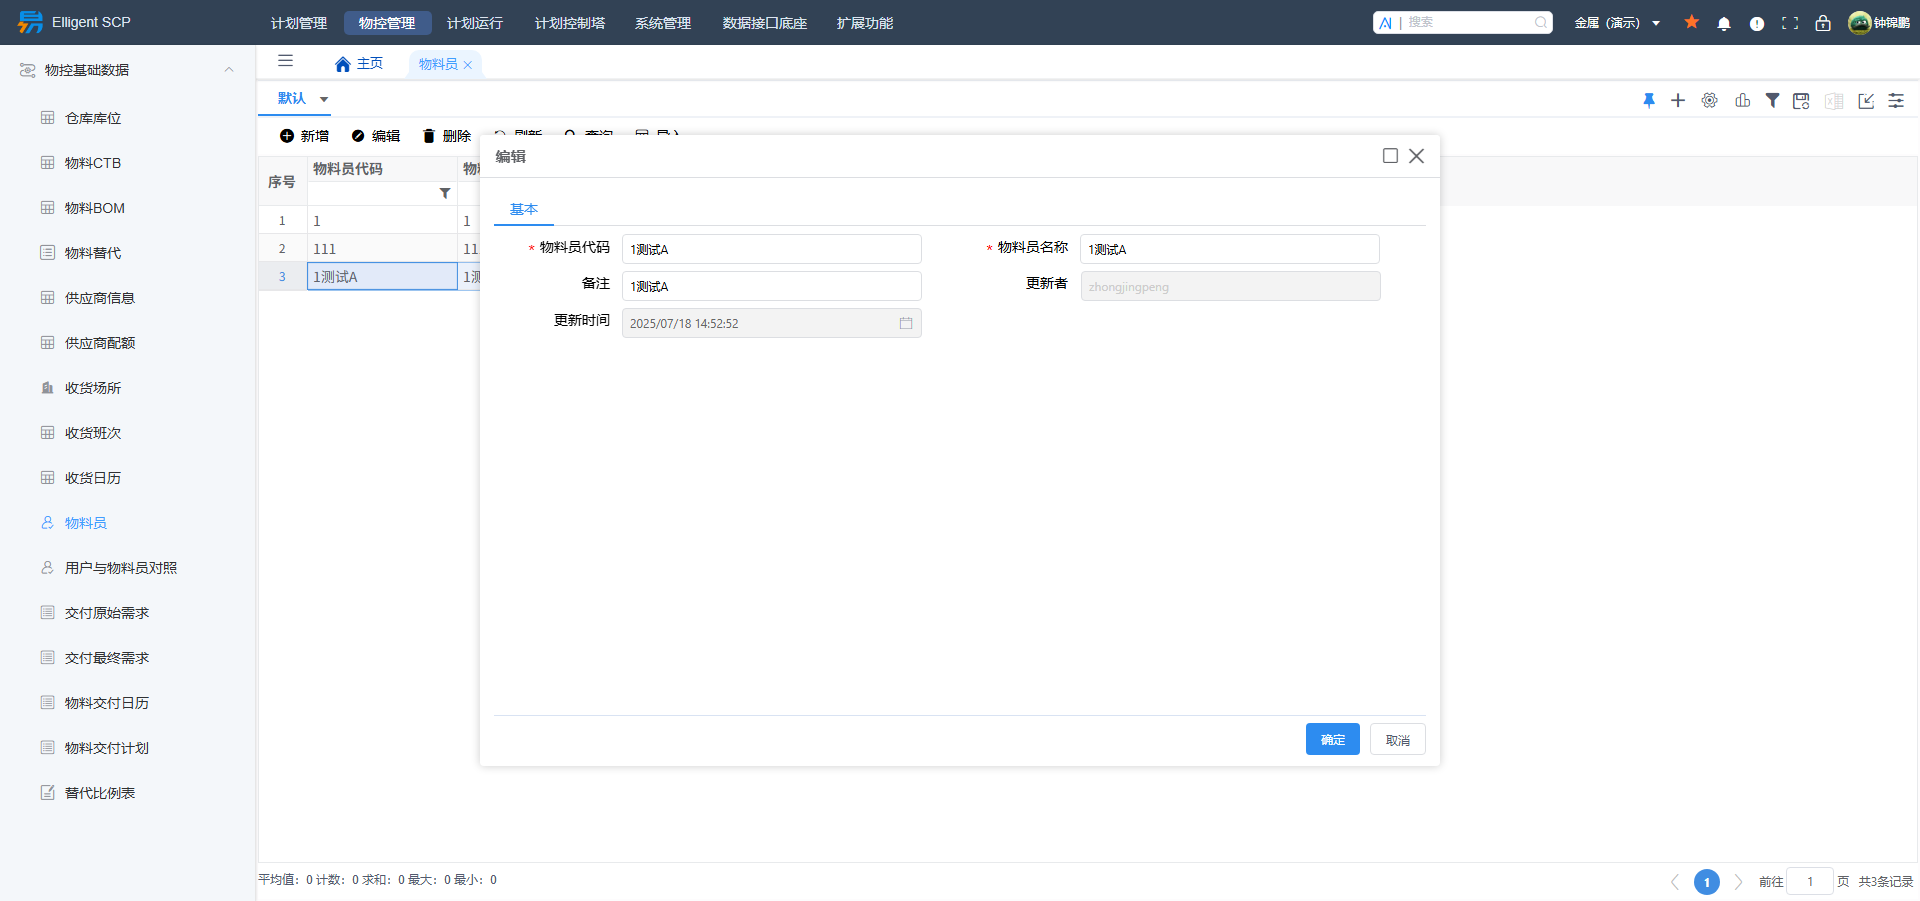 Elligent SCP
计划管理 物控管理 计划运行 计划控制塔 系统管理 数据接口底座 扩展功能
搜索 金属 (演示) 钟锦鹏
物控基础数据
仓库库位
物料CTB
物料BOM
物料替代
供应商信息
供应商配额
收货场所
收货班次
收货日历
物料员
用户与物料员对照
交付原始需求
交付最终需求
物料交付日历
物料交付计划
替代比例表
主页 物料员
默认
新增 编辑 删除 刷新 查询 导入
序号 物料员代码
1 1 1
2 111 11
3 1测试A 1测
编辑
基本
* 物料员代码 1测试A * 物料员名称 1测试A
备注 1测试A 更新者 zhongjingpeng
更新时间 2025/07/18 14:52:52
确定 取消
平均值: 0 计数: 0 求和: 0 最大: 0 最小: 0
1 前往 1 页 共3条记录